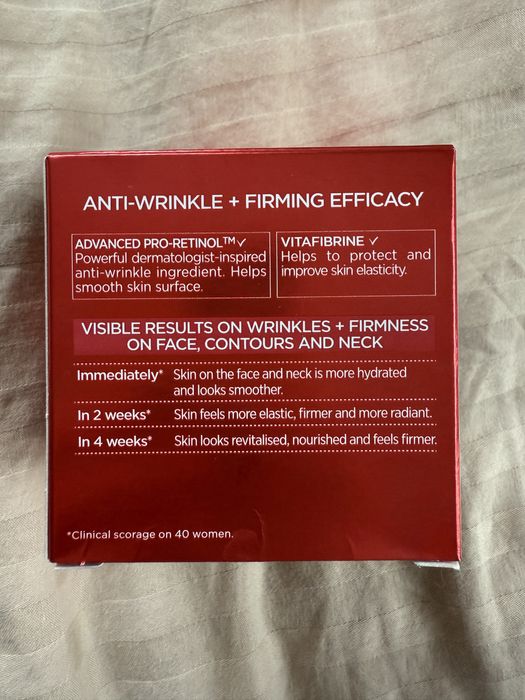 ANTI-WRINKLE + FIRMING EFFICACY
ADVANCED PRO-RETINOL™✓
Powerful dermatologist-inspired
anti-wrinkle ingredient. Helps
smooth skin surface.
VITAFIBRINE ✓
Helps to protect and
improve skin elasticity.
VISIBLE RESULTS ON WRINKLES + FIRMNESS
ON FACE, CONTOURS AND NECK
Immediately* Skin on the face and neck is more hydrated
and looks smoother.
In 2 weeks* Skin feels more elastic, firmer and more radiant.
In 4 weeks* Skin looks revitalised, nourished and feels firmer.
*Clinical scorage on 40 women.